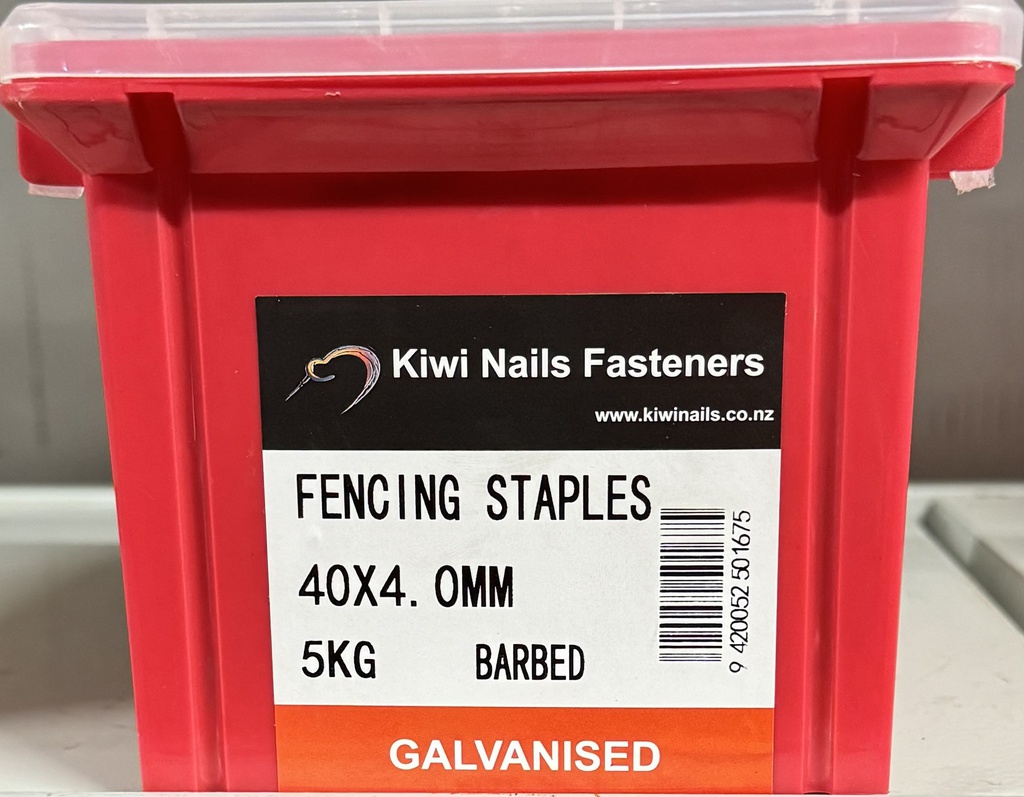 Kiwi Nails Fasteners
www.kiwinails.co.nz
FENCING STAPLES
40X4.0MM
5KG BARBED
9 420052 501675
GALVANISED